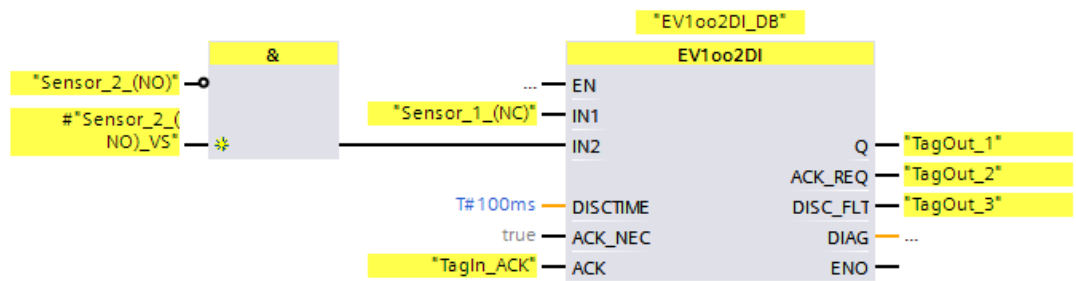 "EV1oo2DI_DB"
&
EV1oo2DI
"Sensor_2_(NO)"
... EN
"Sensor_1_(NC)" IN1
#"Sensor_2_(
NO)_VS"
IN2 Q "TagOut_1"
ACK_REQ "TagOut_2"
T#100ms DISCTIME DISC_FLT "TagOut_3"
true ACK_NEC DIAG ...
"TagIn_ACK" ACK ENO